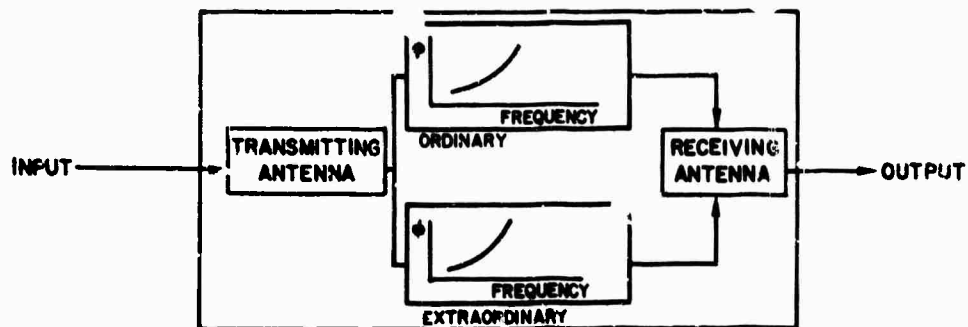 φ
FREQUENCY
ORDINARY
INPUT
TRANSMITTING
ANTENNA
RECEIVING
ANTENNA
OUTPUT
φ
FREQUENCY
EXTRAORDINARY